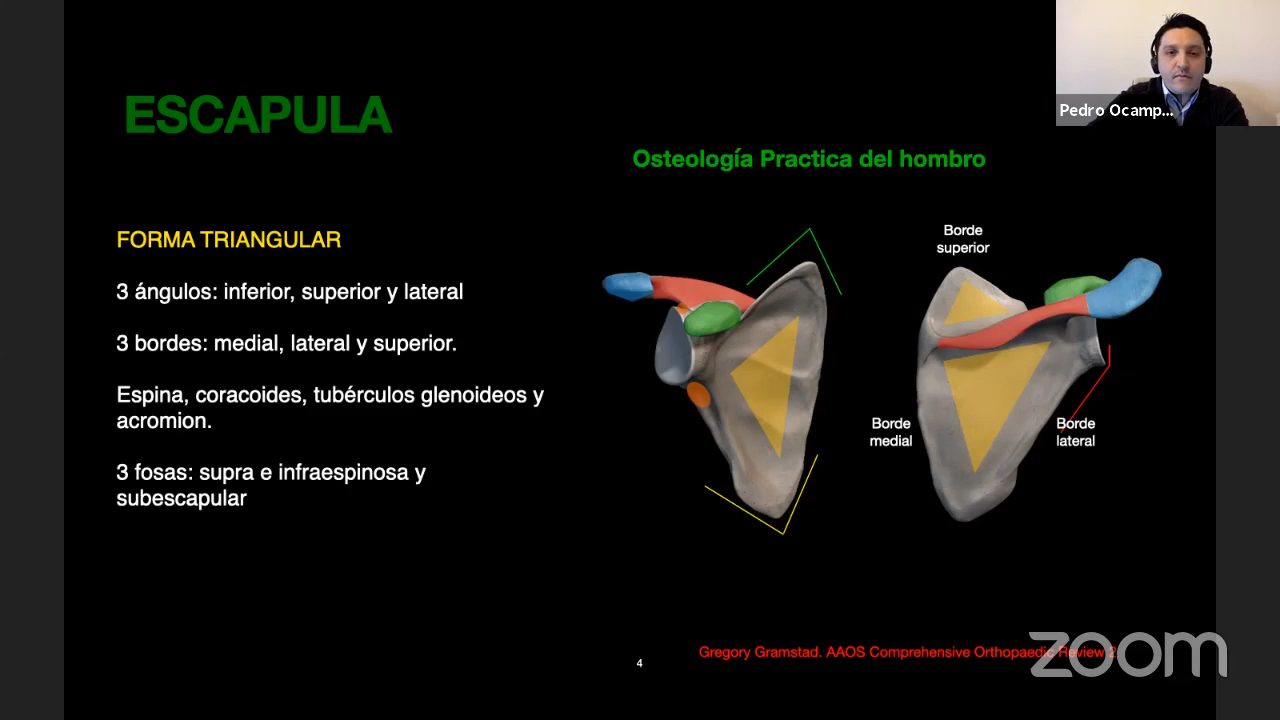 Pedro Ocamp...
ESCAPULA
Osteología Practica del hombro
FORMA TRIANGULAR
3 ángulos: inferior, superior y lateral
3 bordes: medial, lateral y superior.
Espina, coracoides, tubérculos glenoideos y
acromion.
3 fosas: supra e infraespinosa y
subescapular
Borde
superior
Borde
medial
Borde
lateral
Gregory Gramstad. AAOS Comprehensive Orthopaedic Review 2
4
zoom